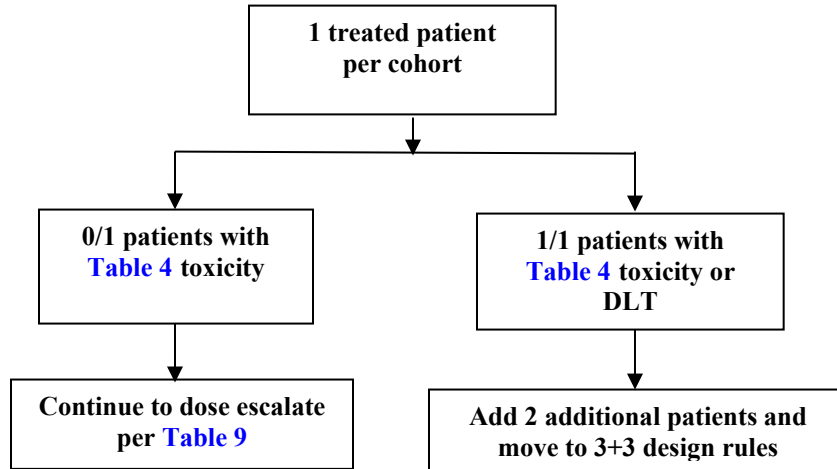 1 treated patient
per cohort
0/1 patients with
Table 4 toxicity
1/1 patients with
Table 4 toxicity or
DLT
Continue to dose escalate
per Table 9
Add 2 additional patients and
move to 3+3 design rules